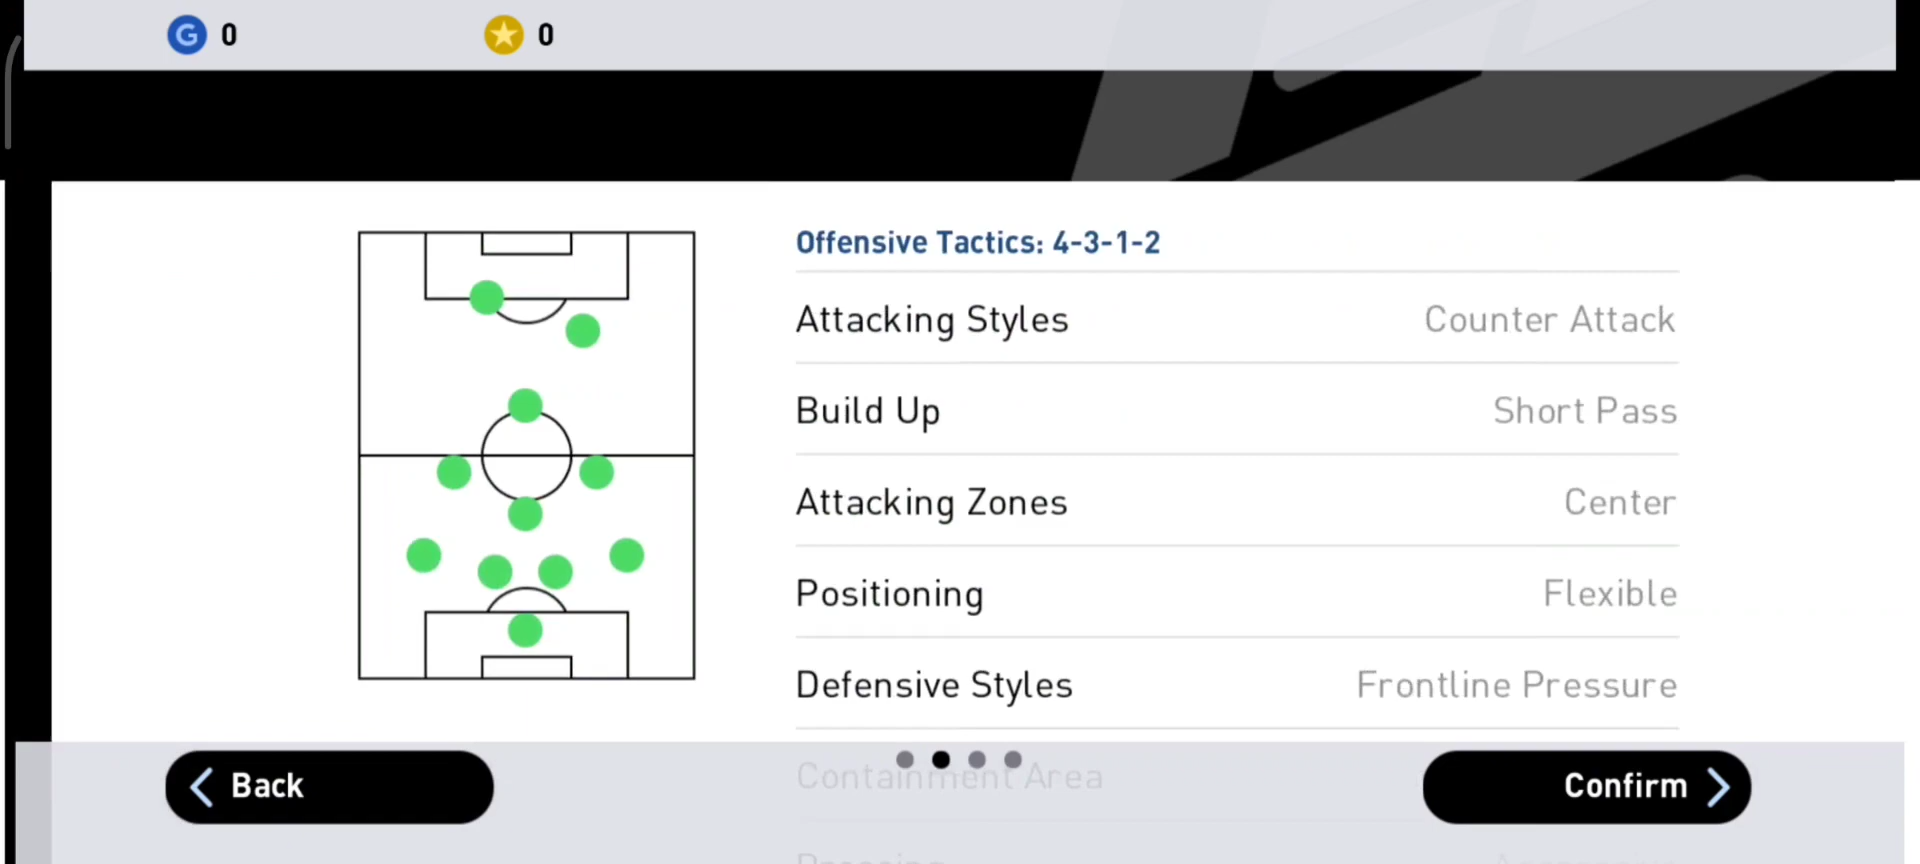 G 0
0
Offensive Tactics: 4-3-1-2
Attacking Styles Counter Attack
Build Up Short Pass
Attacking Zones Center
Positioning Flexible
Defensive Styles Frontline Pressure
Containment Area
Back
Confirm